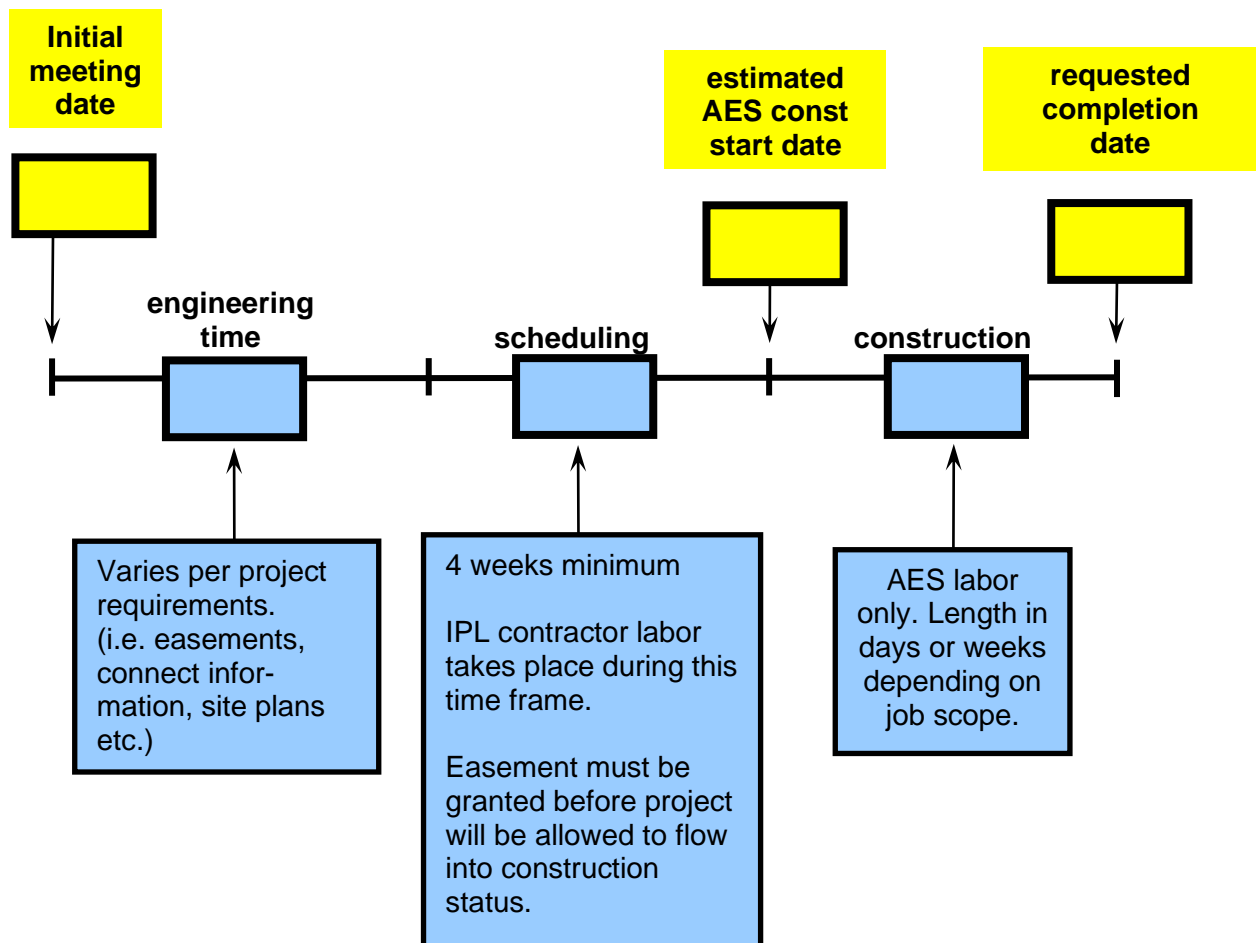 Initial
meeting
date
estimated
AES const
start date
requested
completion
date
engineering
time
scheduling
construction
Varies per project
requirements.
(i.e. easements,
connect infor-
mation, site plans
etc.)
4 weeks minimum
IPL contractor labor
takes place during this
time frame.
Easement must be
granted before project
will be allowed to flow
into construction
status.
AES labor
only. Length in
days or weeks
depending on
job scope.